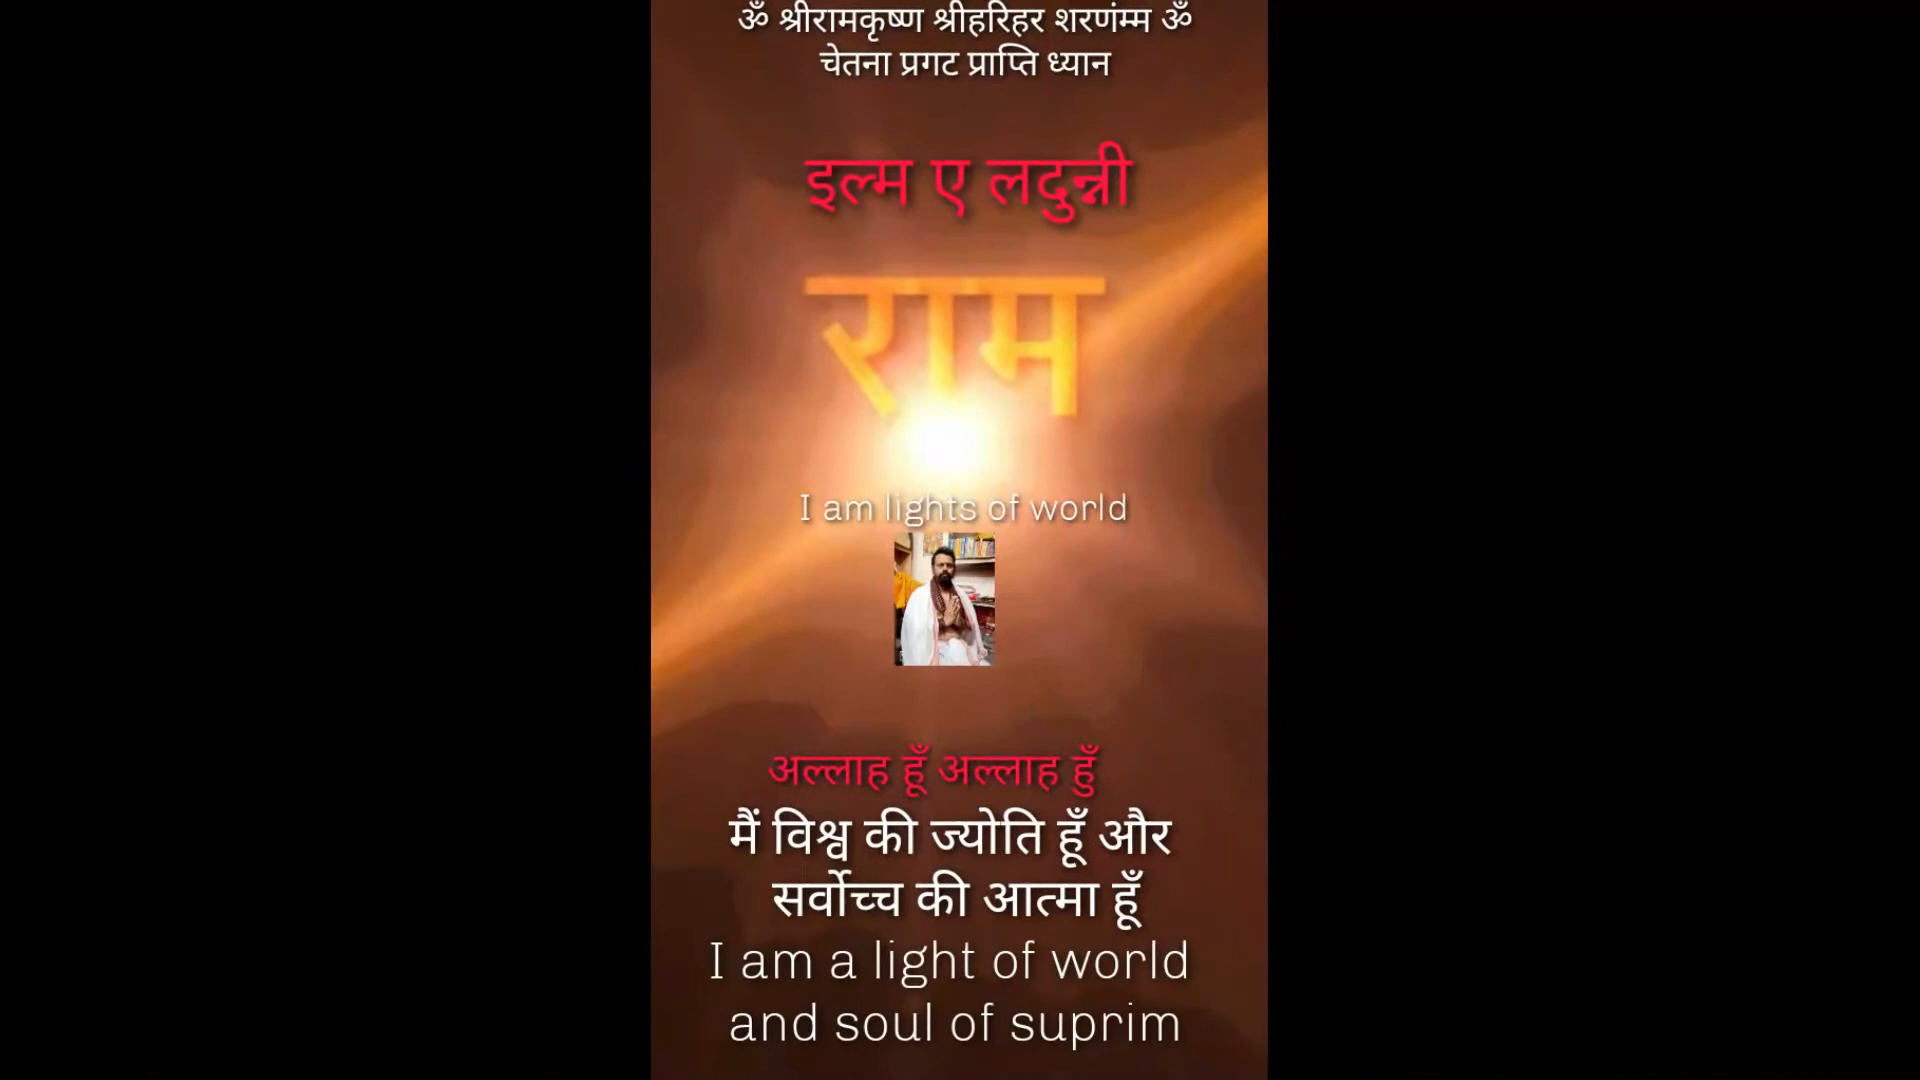 ॐ श्रीरामकृष्ण श्रीहरिहर शरणंम्म ॐ
चेतना प्रगट प्राप्ति ध्यान
इल्म ए लदुन्नी
राम
I am lights of world
अल्लाह हूँ अल्लाह हुँ
मैं विश्व की ज्योति हूँ और
सर्वोच्च की आत्मा हूँ
I am a light of world
and soul of suprim